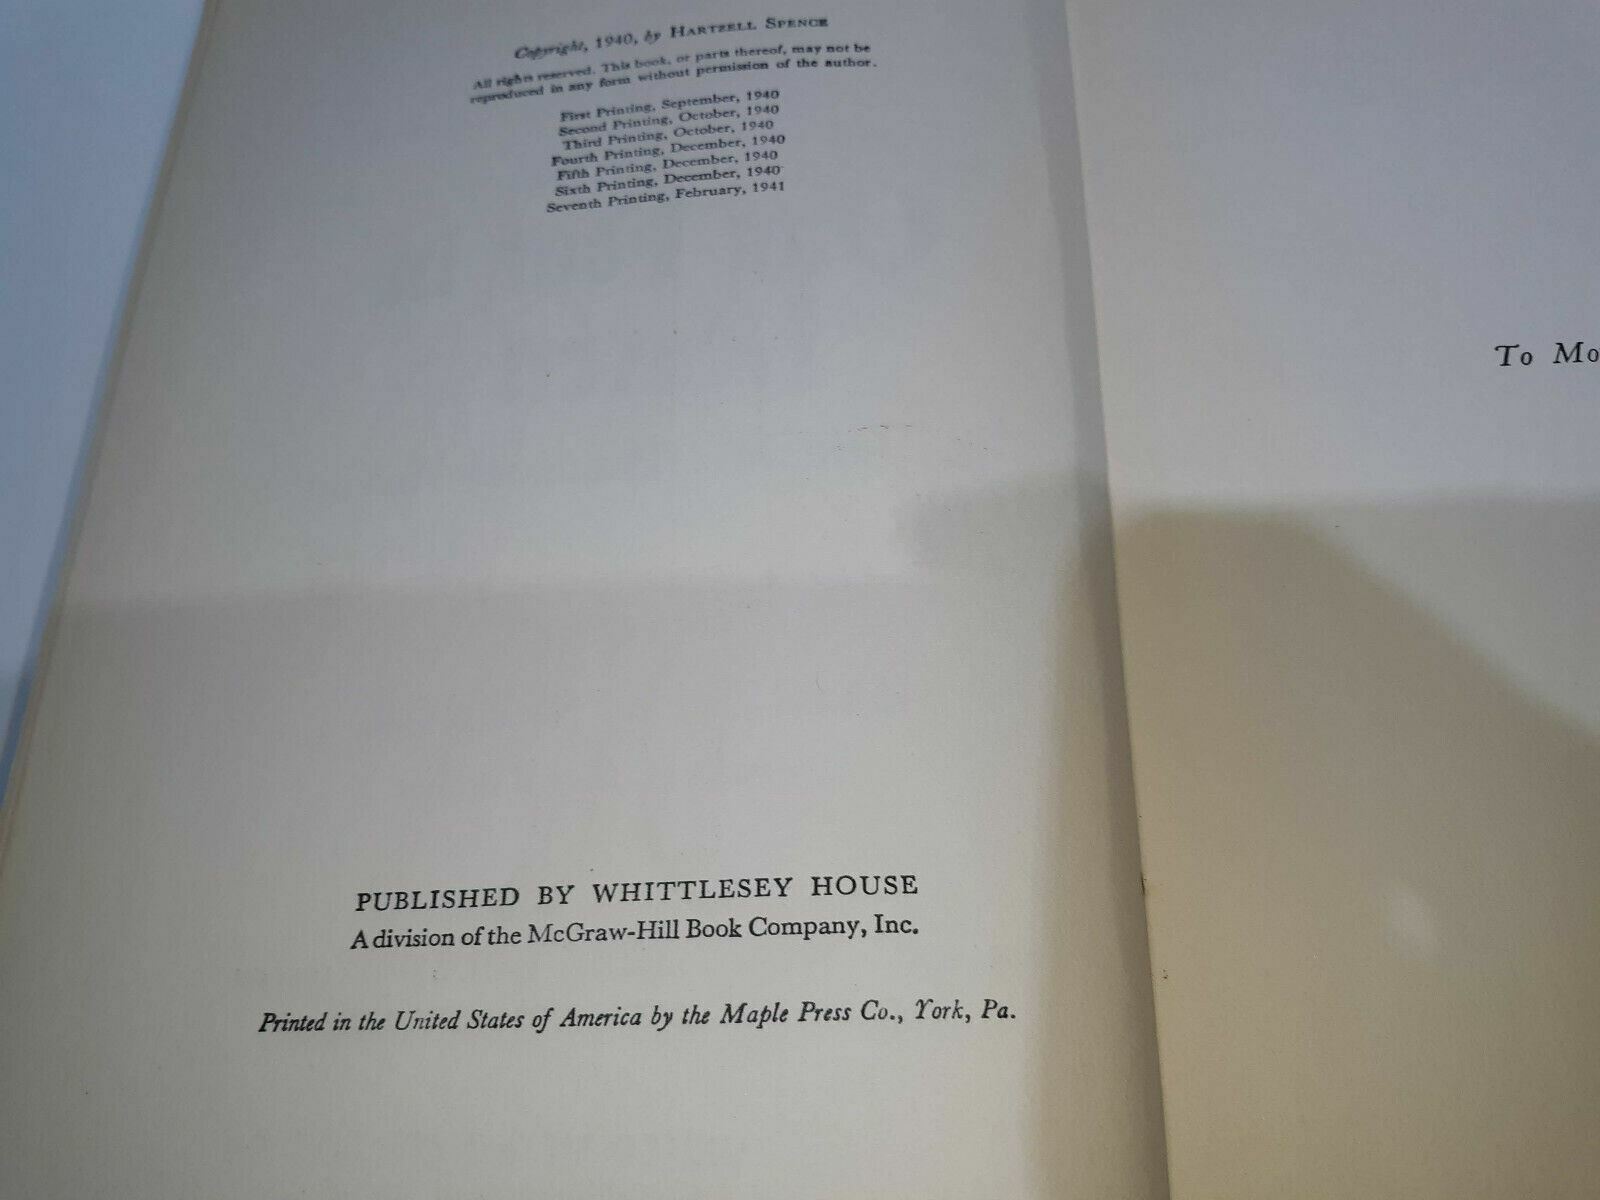 Copyright, 1940, by HARTZELL SPENCE
All rights reserved. This book, or parts thereof, may not be
reproduced in any form without permission of the author.
First Printing, September, 1940
Second Printing, October, 1940
Third Printing, October, 1940
Fourth Printing, December, 1940
Fifth Printing, December, 1940
Sixth Printing, December, 1940
Seventh Printing, February, 1941
To Mo
PUBLISHED BY WHITTLESEY HOUSE
A division of the McGraw-Hill Book Company, Inc.
Printed in the United States of America by the Maple Press Co., York, Pa.